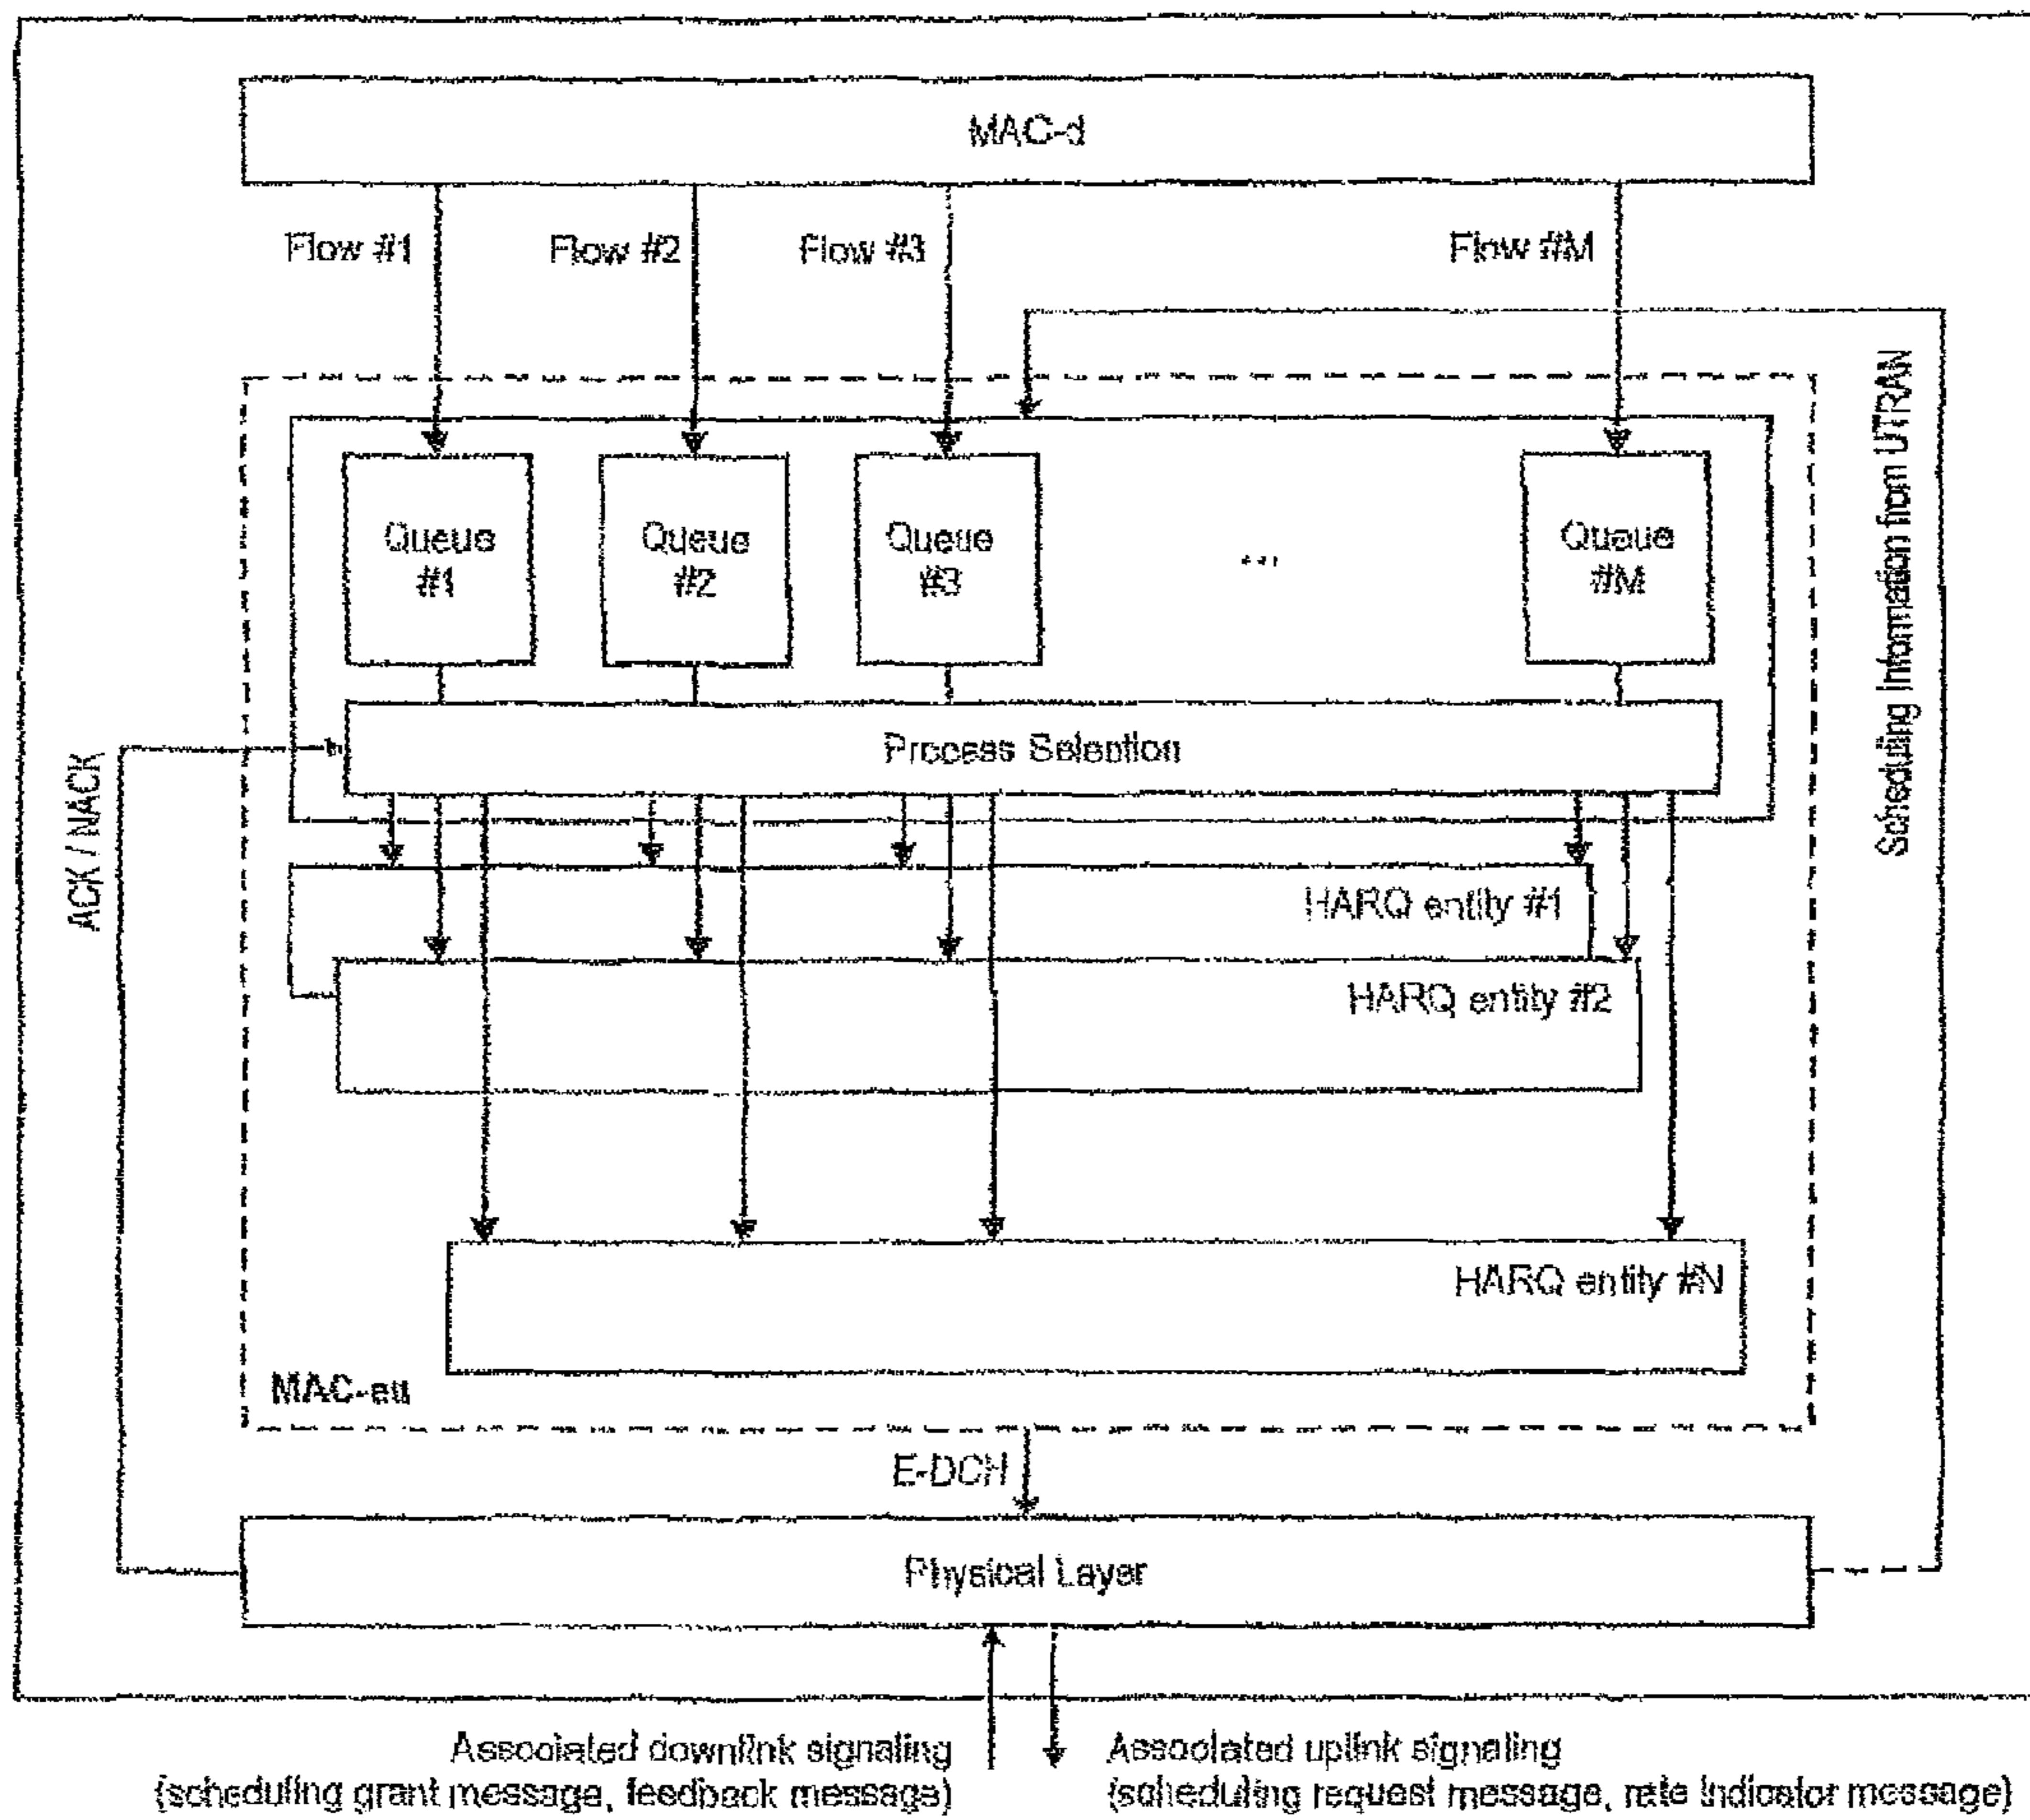 MAC-d
Flow #1
Flow #2
Flow #3
Flow #M
Scheduling Information from UTRAN
Queue
#1
Queue
#2
Queue
#3
...
Queue
#M
Process Selection
ACK / NACK
HARQ entity #1
HARQ entity #2
HARQ entity #N
MAC-eu
E-DCH
Physical Layer
Associated downlink signaling
(scheduling grant message, feedback message)
Associated uplink signaling
(scheduling request message, rate indicator message)